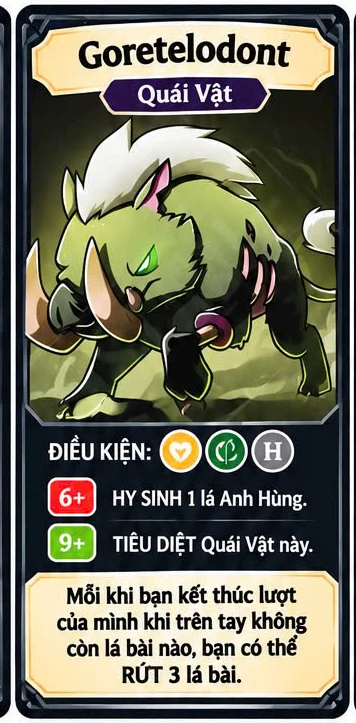 Goretelodont
Quái Vật
ĐIỀU KIỆN: H
6+ HY SINH 1 lá Anh Hùng.
9+ TIÊU DIỆT Quái Vật này.
Mỗi khi bạn kết thúc lượt
của mình khi trên tay không
còn lá bài nào, bạn có thể
RÚT 3 lá bài.